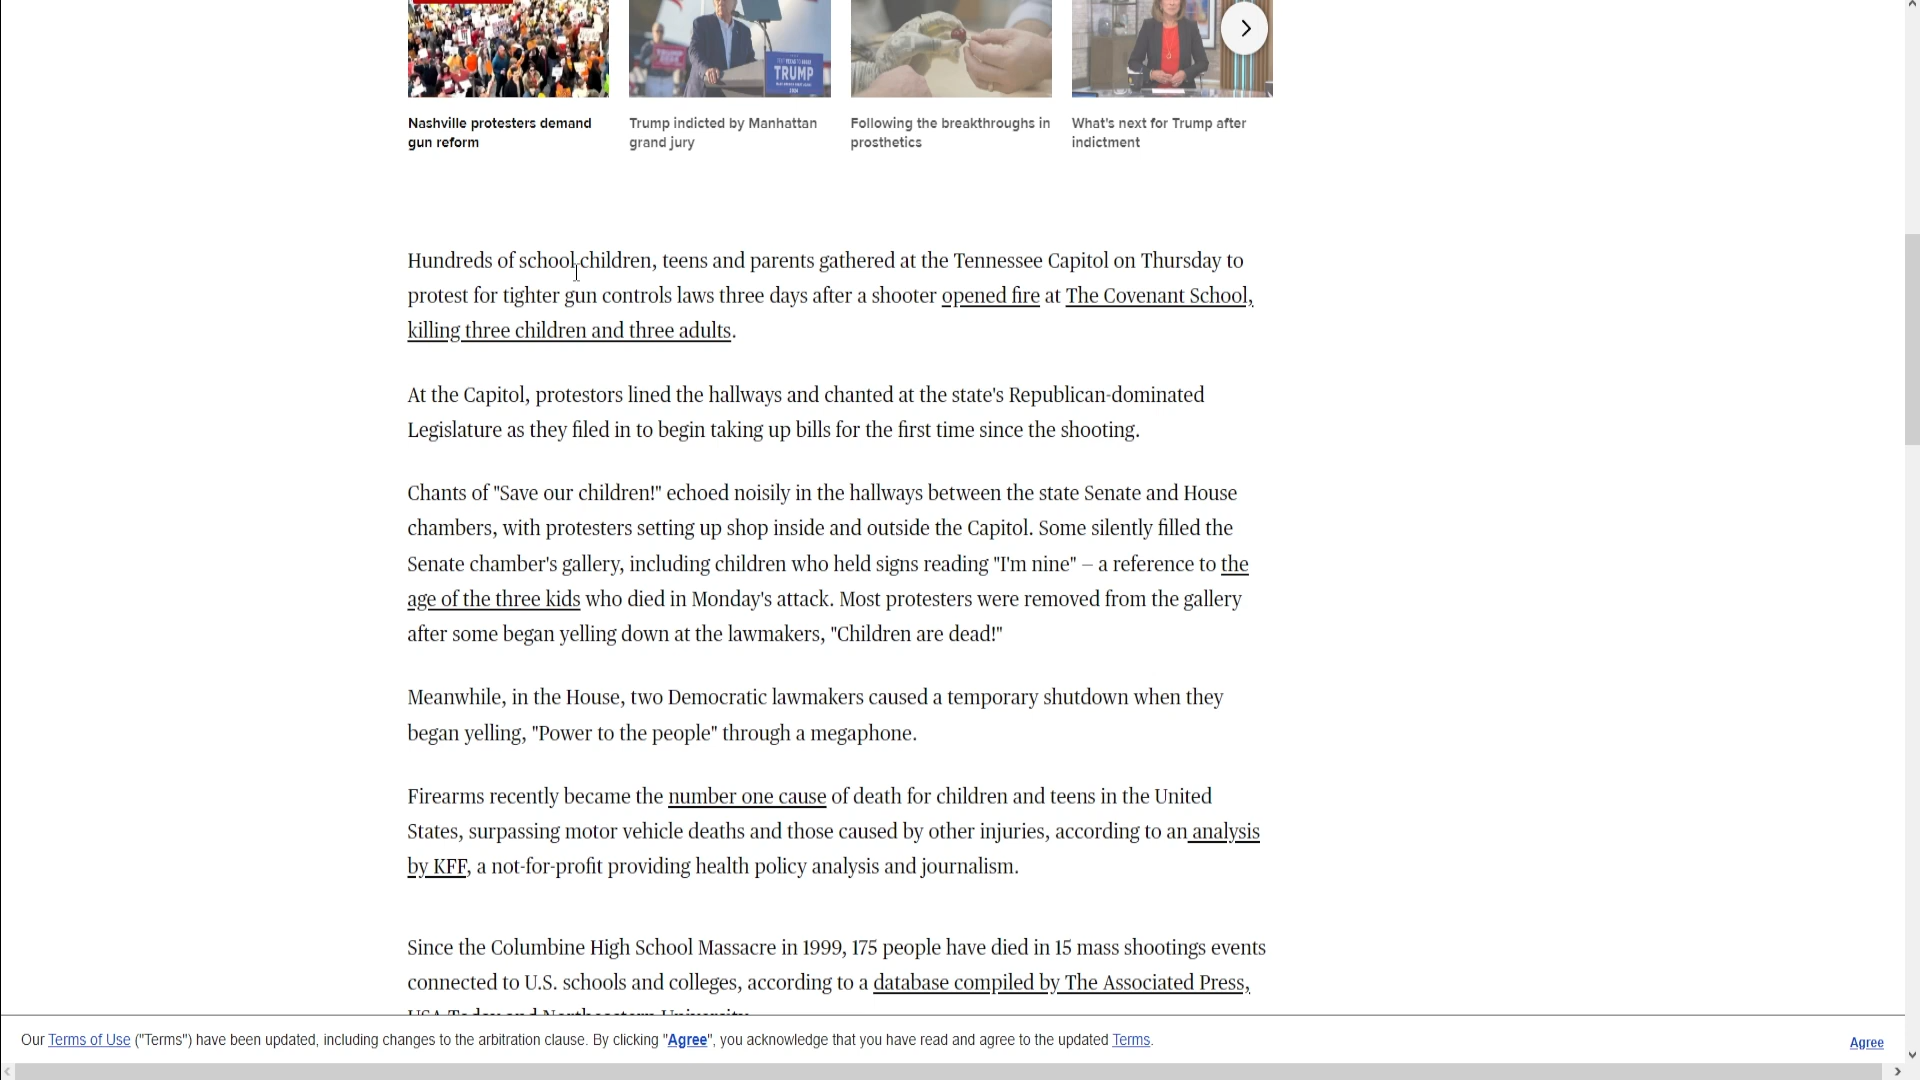 TRUMP
Nashville protesters demand
gun reform
Trump indicted by Manhattan
grand jury
Following the breakthroughs in
prosthetics
What's next for Trump after
indictment
Hundreds of school children, teens and parents gathered at the Tennessee Capitol on Thursday to
protest for tighter gun controls laws three days after a shooter opened fire at The Covenant School,
killing three children and three adults.
At the Capitol, protestors lined the hallways and chanted at the state's Republican-dominated
Legislature as they filed in to begin taking up bills for the first time since the shooting.
Chants of "Save our children!" echoed noisily in the hallways between the state Senate and House
chambers, with protesters setting up shop inside and outside the Capitol. Some silently filled the
Senate chamber's gallery, including children who held signs reading "I'm nine" – a reference to the
age of the three kids who died in Monday's attack. Most protesters were removed from the gallery
after some began yelling down at the lawmakers, "Children are dead!"
Meanwhile, in the House, two Democratic lawmakers caused a temporary shutdown when they
began yelling, "Power to the people" through a megaphone.
Firearms recently became the number one cause of death for children and teens in the United
States, surpassing motor vehicle deaths and those caused by other injuries, according to an analysis
by KFF, a not-for-profit providing health policy analysis and journalism.
Since the Columbine High School Massacre in 1999, 175 people have died in 15 mass shootings events
connected to U.S. schools and colleges, according to a database compiled by The Associated Press,
USA Today and Northeastern University.
Our Terms of Use ("Terms") have been updated, including changes to the arbitration clause. By clicking "Agree", you acknowledge that you have read and agree to the updated Terms.
Agree